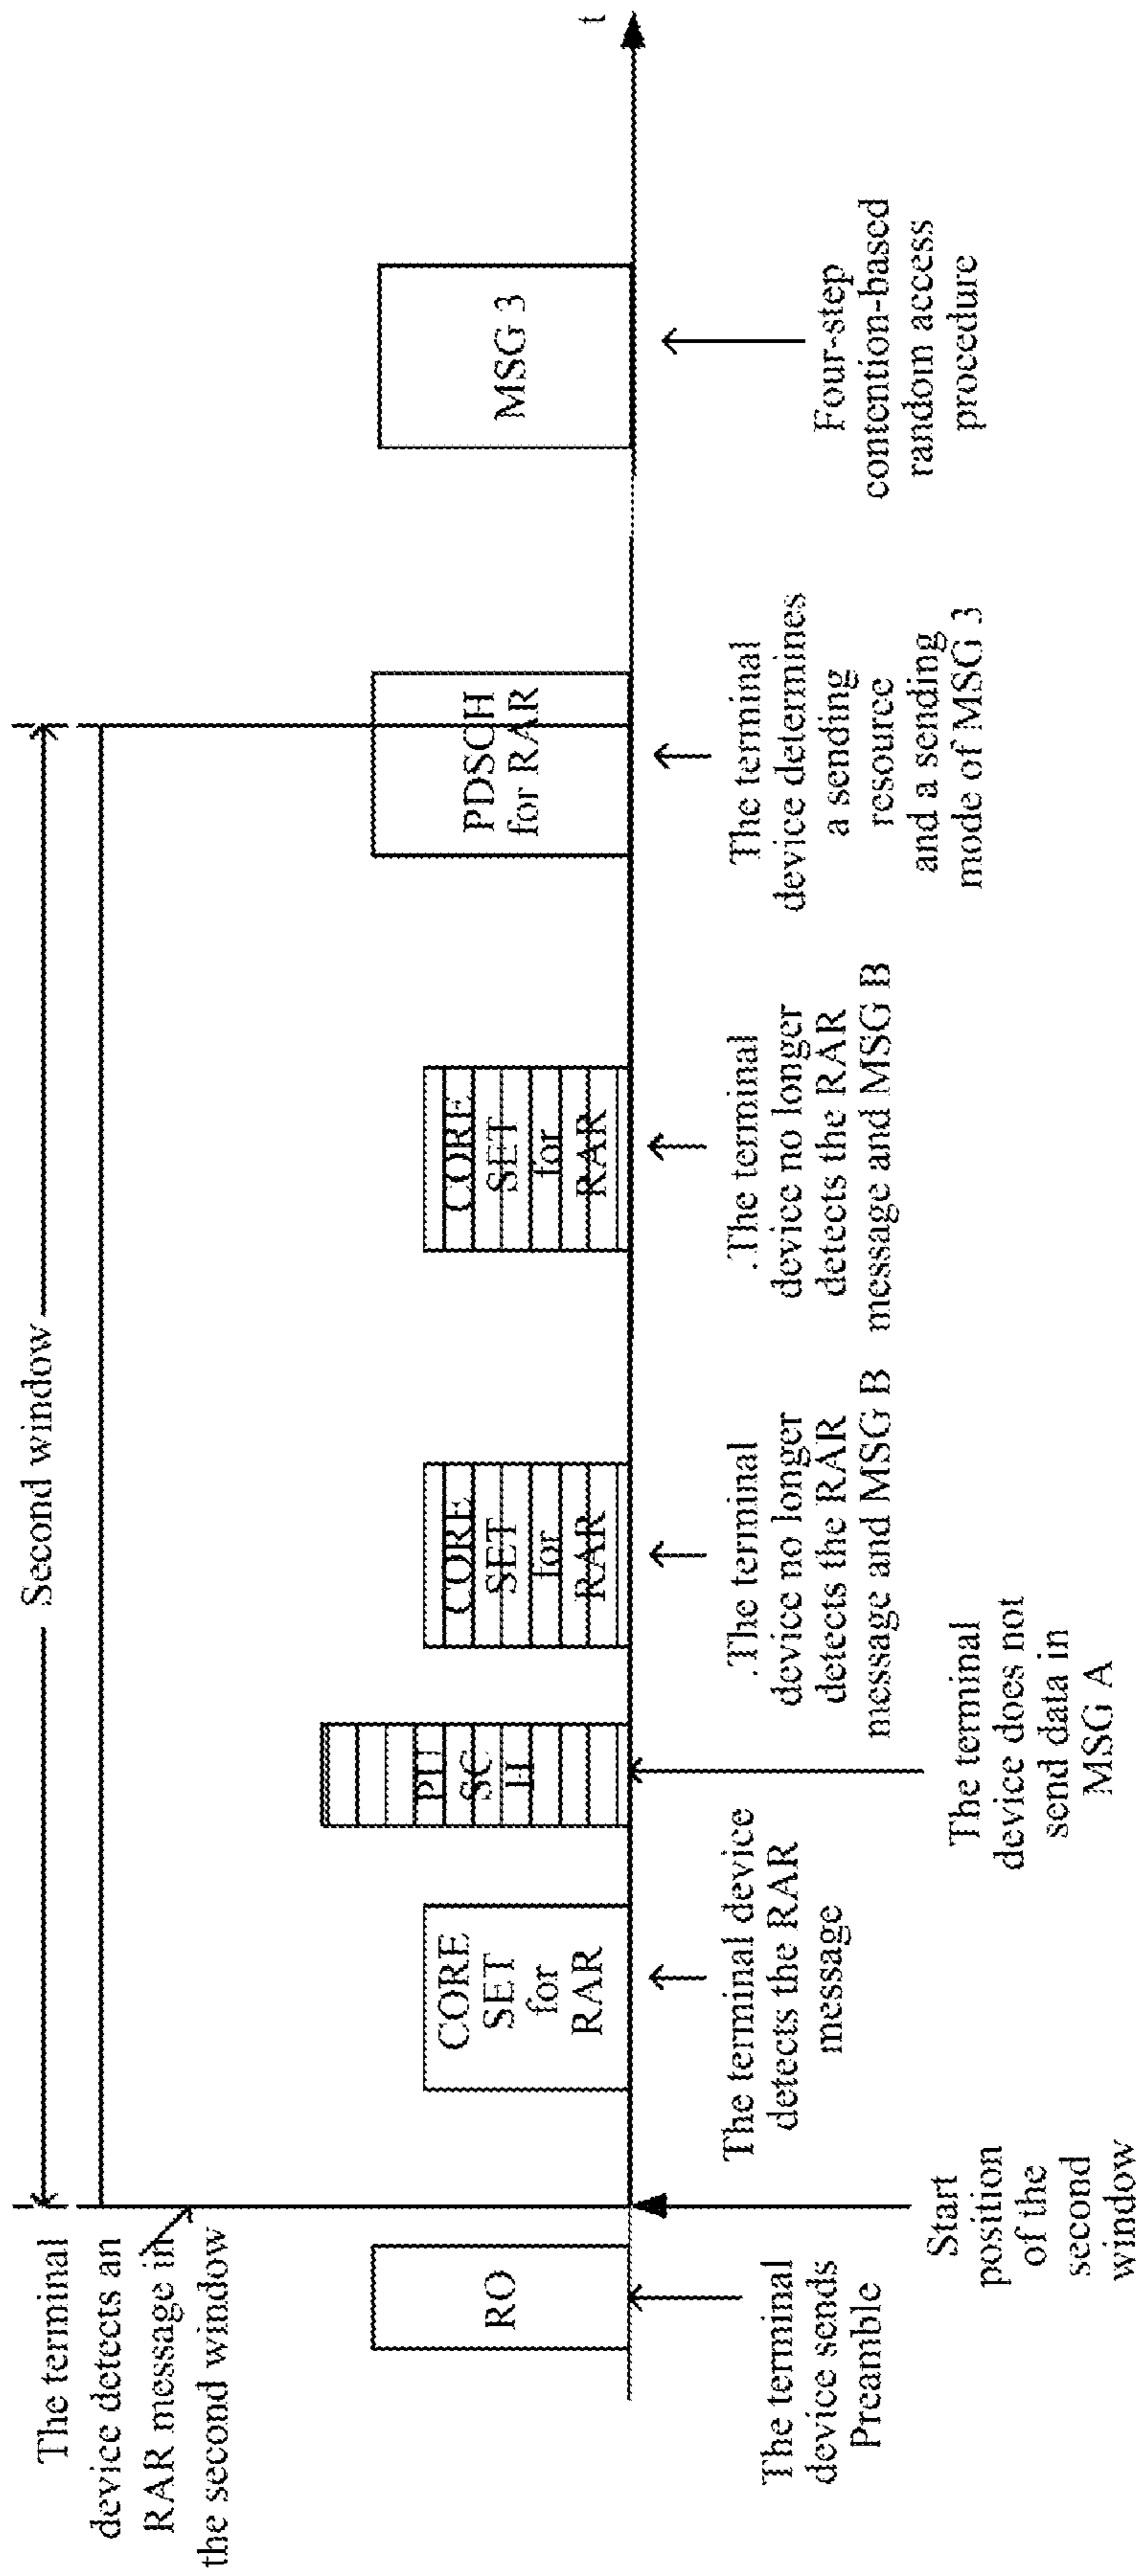 Second window
The terminal
device detects an
RAR message in
the second window
RO
CORE
SET
for
RAR
PU
SC
H
CORE
SET
for
RAR
CORE
SET
for
RAR
PDSCH
for RAR
MSG 3
t
The terminal
device sends
Preamble
Start
position
of the
second
window
The terminal device
detects the RAR
message
The terminal
device does not
send data in
MSG A
.The terminal
device no longer
detects the RAR
message and MSG B
.The terminal
device no longer
detects the RAR
message and MSG B
The terminal
device determines
a sending
resource
and a sending
mode of MSG 3
Four-step
contention-based
random access
procedure